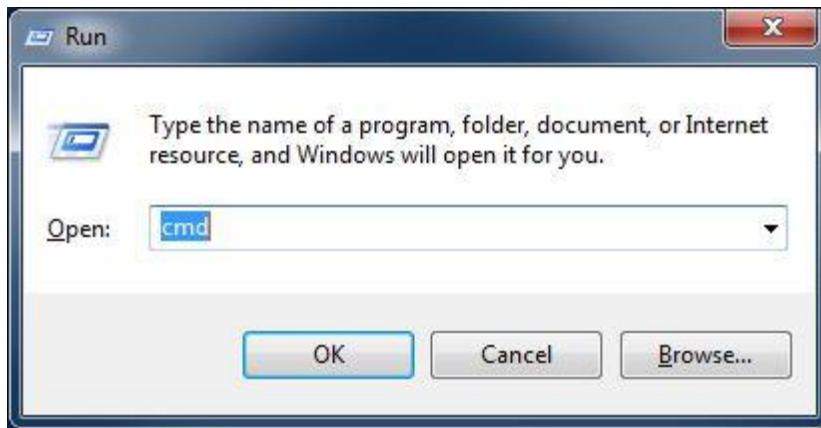 Run
Type the name of a program, folder, document, or Internet
resource, and Windows will open it for you.
Open: cmd
OK Cancel Browse...